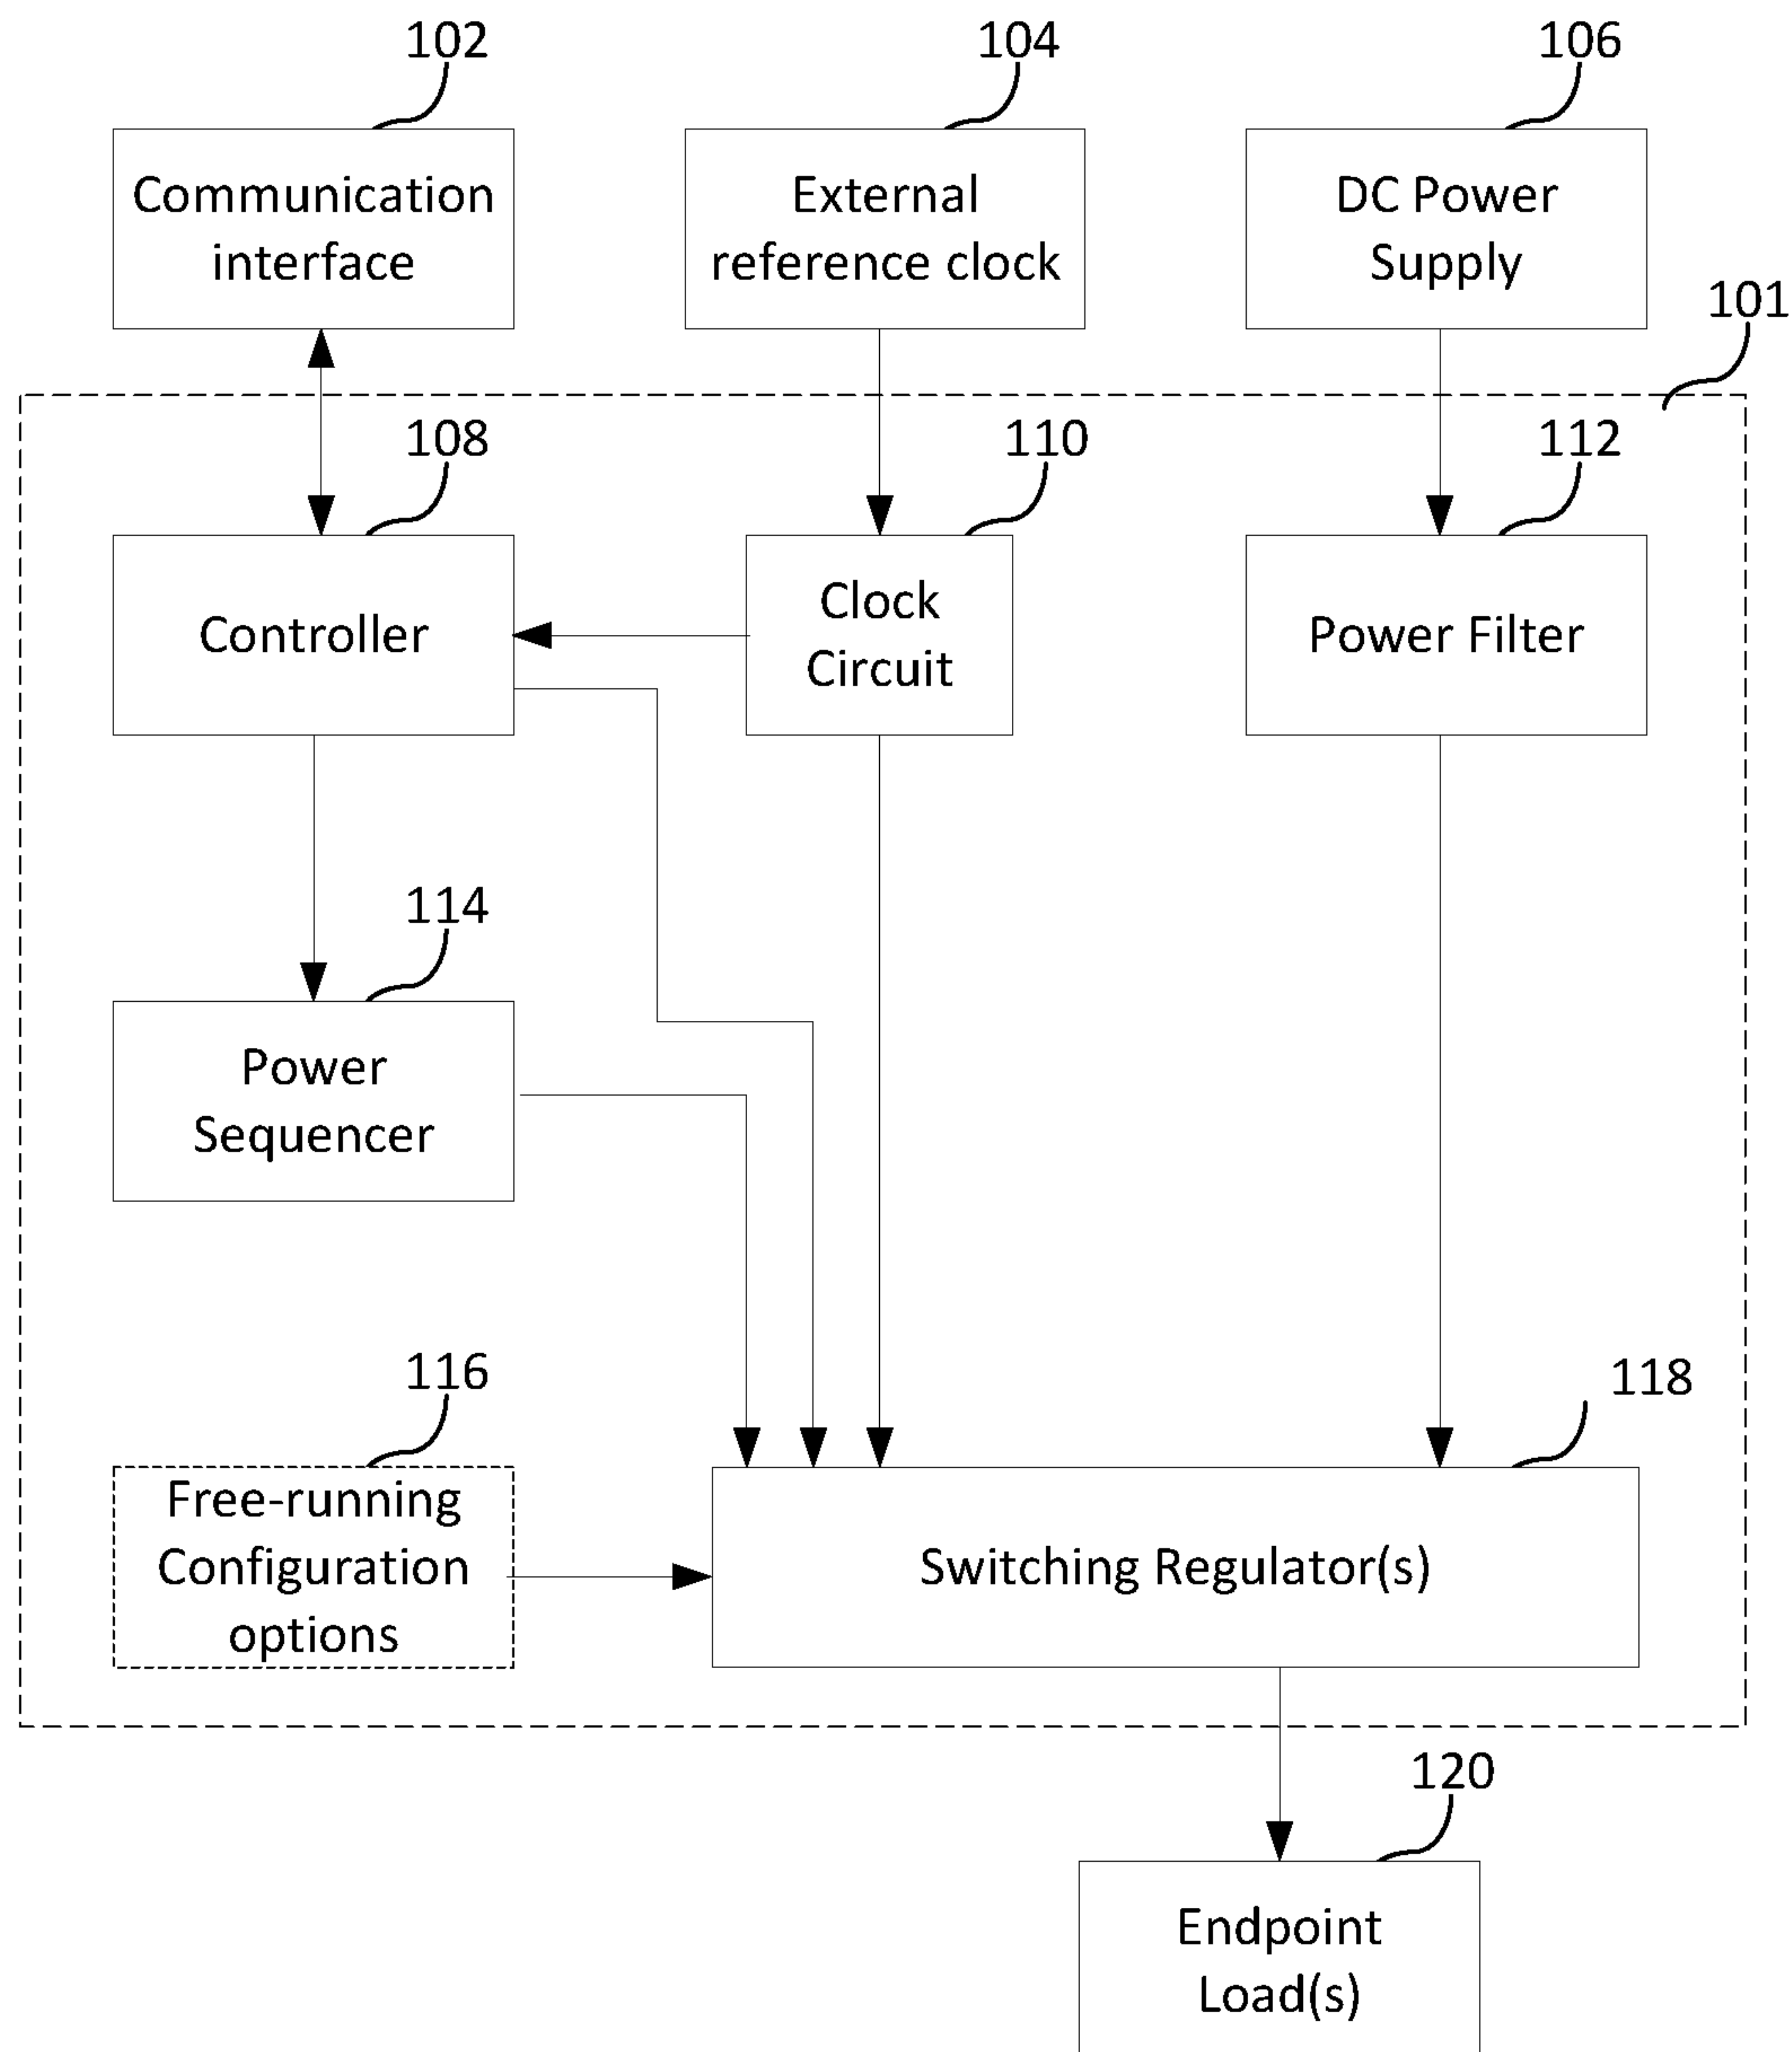 102
104
106
Communication
interface
External
reference clock
DC Power
Supply
101
108
110
112
Controller
Clock
Circuit
Power Filter
114
Power
Sequencer
116
118
Free-running
Configuration
options
Switching Regulator(s)
120
Endpoint
Load(s)